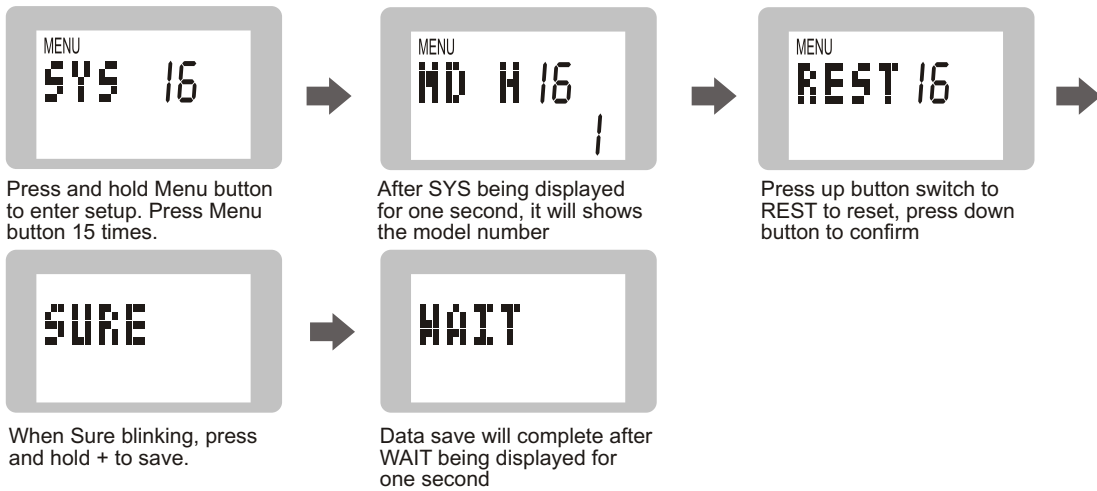 MENU
SYS 16
Press and hold Menu button
to enter setup. Press Menu
button 15 times.
MENU
MD H 16
1
After SYS being displayed
for one second, it will shows
the model number
MENU
REST 16
Press up button switch to
REST to reset, press down
button to confirm
SURE
When Sure blinking, press
and hold + to save.
WAIT
Data save will complete after
WAIT being displayed for
one second